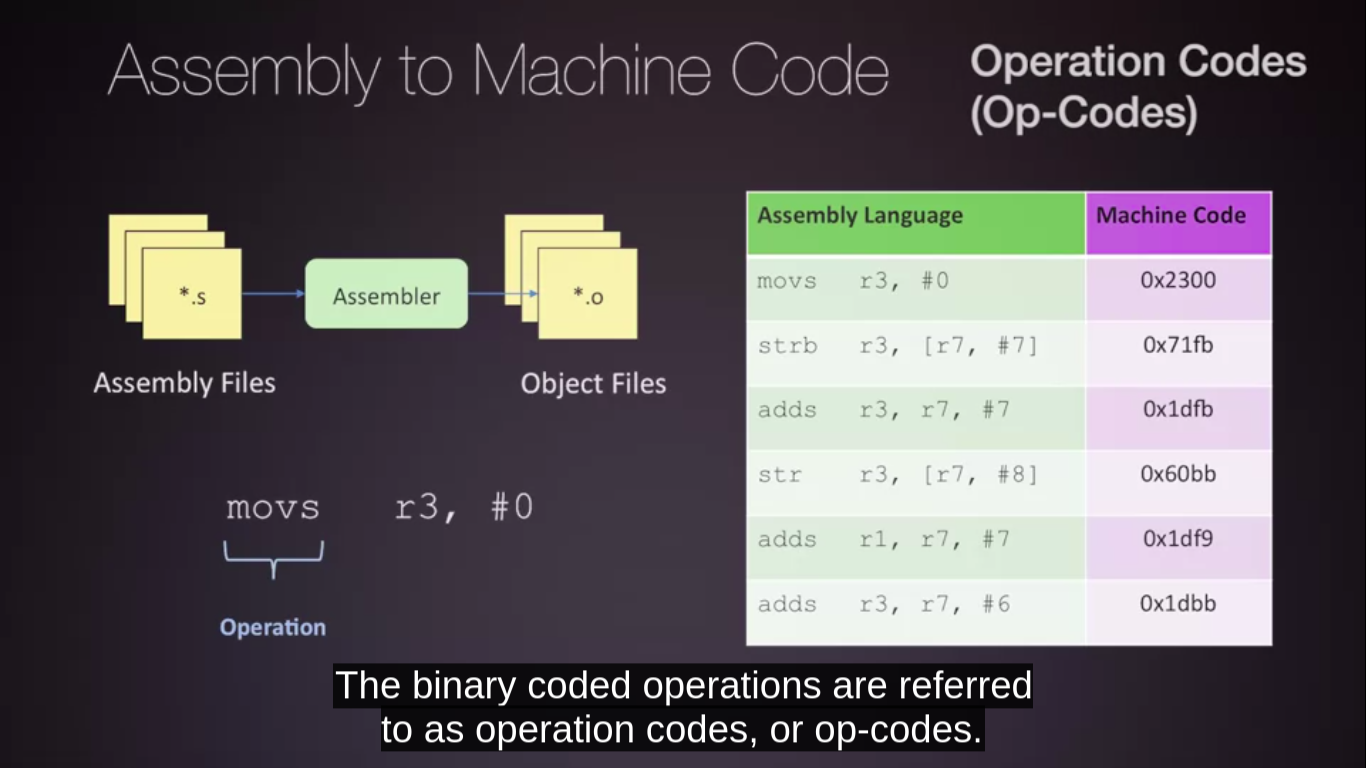 Assembly to Machine Code
Operation Codes
(Op-Codes)
*.s
Assembler
*.o
Assembly Files
Object Files
movs r3, #0
Operation
Assembly Language Machine Code
movs r3, #0 0x2300
strb r3, [r7, #7] 0x71fb
adds r3, r7, #7 0x1dfb
str r3, [r7, #8] 0x60bb
adds r1, r7, #7 0x1df9
adds r3, r7, #6 0x1dbb
The binary coded operations are referred
to as operation codes, or op-codes.